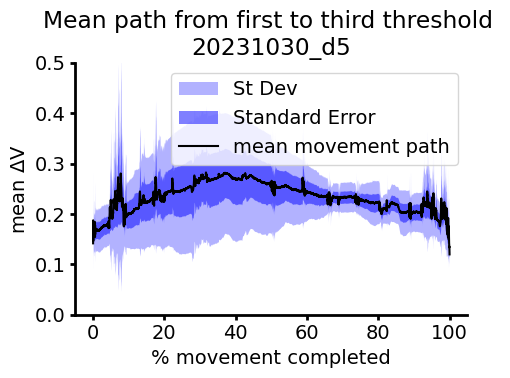 Mean path from first to third threshold
20231030_d5
0.5
0.4
0.3
0.2
0.1
0.0
mean ΔV
St Dev
Standard Error
mean movement path
0 20 40 60 80 100
% movement completed